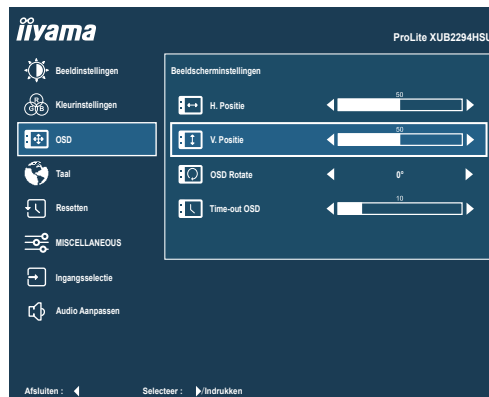 iiyama
ProLite XUB2294HSU
Beeldinstellingen
Kleurinstellingen
R
G B
OSD
Taal
Resetten
MISCELLANEOUS
Ingangsselectie
Audio Aanpassen
Beeldscherminstellingen
H. Positie
50
V. Positie
50
OSD Rotate
0°
Time-out OSD
10
Afsluiten :
Selecteer : /Indrukken